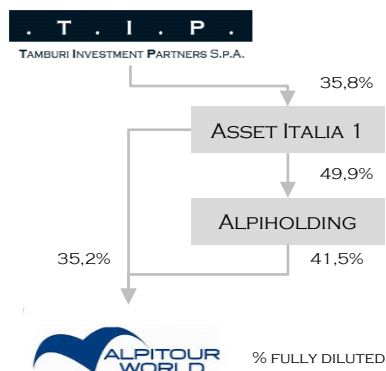 . T . I . P .
TAMBURI INVESTMENT PARTNERS S.P.A.
35,8%
ASSET ITALIA 1
49,9%
ALPIHOLDING
35,2%
41,5%
ALPITOUR
WORLD
% FULLY DILUTED